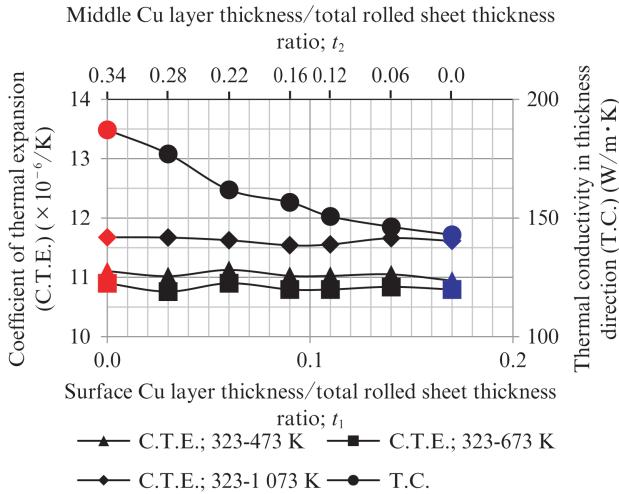 Middle Cu layer thickness/total rolled sheet thickness
ratio; t2
0.34 0.28 0.22 0.16 0.12 0.06 0.0
Coefficient of thermal expansion
(C.T.E.) (×10⁻⁶/K)
14
13
12
11
10
200
150
100
Thermal conductivity in thickness
direction (T.C.) (W/m·K)
0.0 0.1 0.2
Surface Cu layer thickness/total rolled sheet thickness
ratio; t1
C.T.E.; 323-473 K C.T.E.; 323-673 K
C.T.E.; 323-1 073 K T.C.